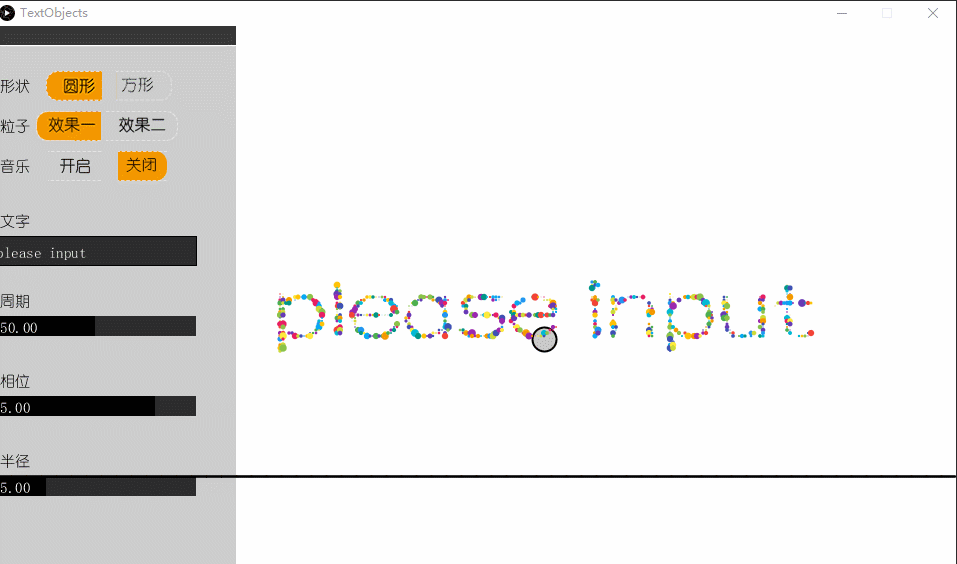 TextObjects
形状 圆形 方形
粒子 效果一 效果二
音乐 开启 关闭
文字
please input
周期
50.00
相位
5.00
半径
5.00
please input